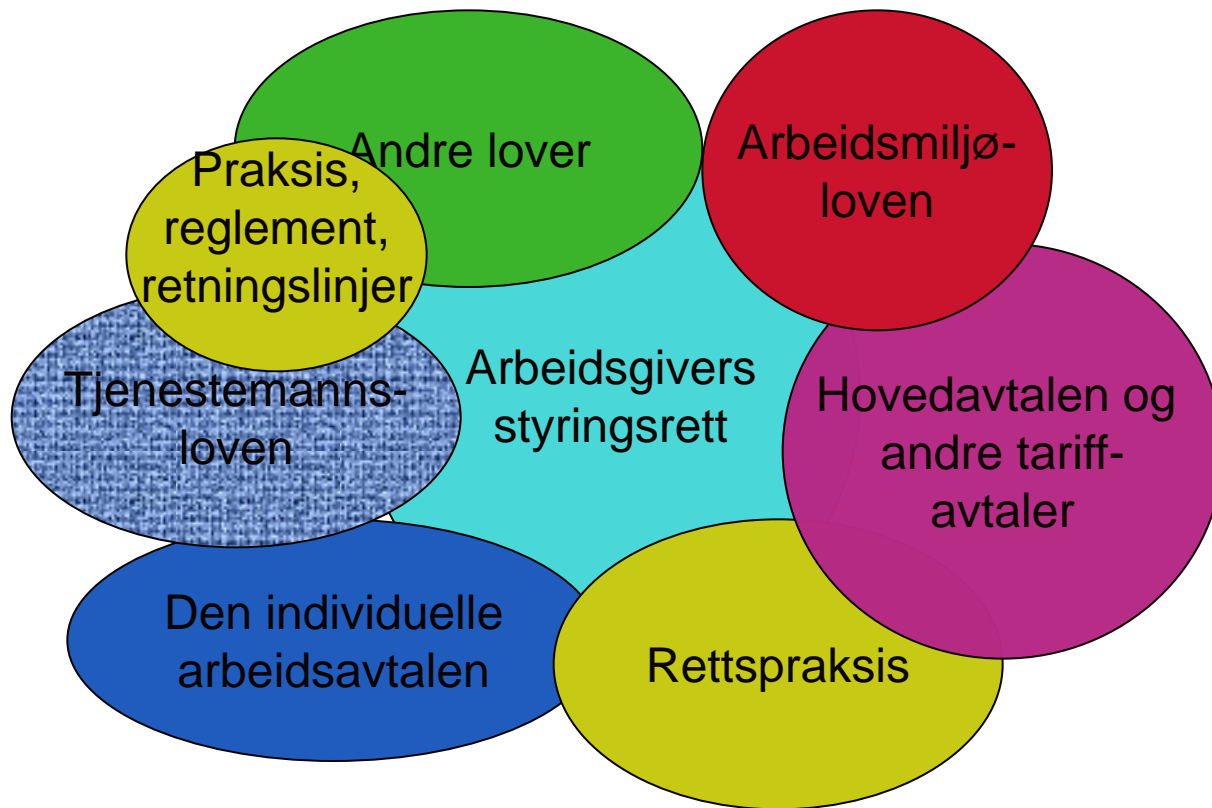 Andre lover
Arbeidsmiljø-
loven
Praksis,
reglement,
retningslinjer
Arbeidsgivers
styringsrett
Tjenestemanns-
loven
Hovedavtalen og
andre tariff-
avtaler
Den individuelle
arbeidsavtalen
Rettspraksis